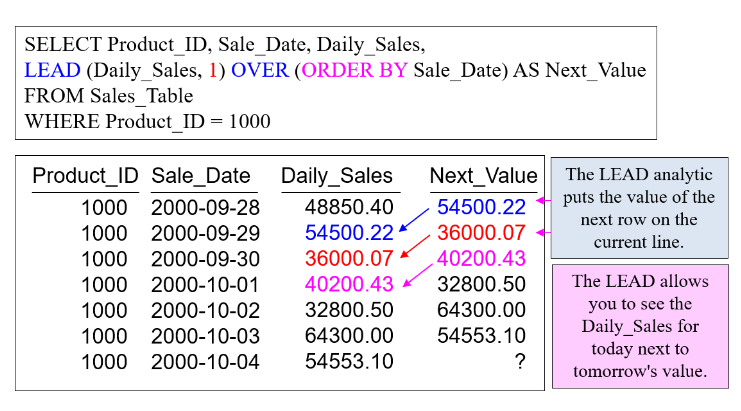 SELECT Product_ID, Sale_Date, Daily_Sales,
LEAD (Daily_Sales, 1) OVER (ORDER BY Sale_Date) AS Next_Value
FROM Sales_Table
WHERE Product_ID = 1000
Product_ID Sale_Date Daily_Sales Next_Value
1000 2000-09-28 48850.40 54500.22
1000 2000-09-29 54500.22 36000.07
1000 2000-09-30 36000.07 40200.43
1000 2000-10-01 40200.43 32800.50
1000 2000-10-02 32800.50 64300.00
1000 2000-10-03 64300.00 54553.10
1000 2000-10-04 54553.10 ?
The LEAD analytic
puts the value of the
next row on the
current line.
The LEAD allows
you to see the
Daily_Sales for
today next to
tomorrow's value.